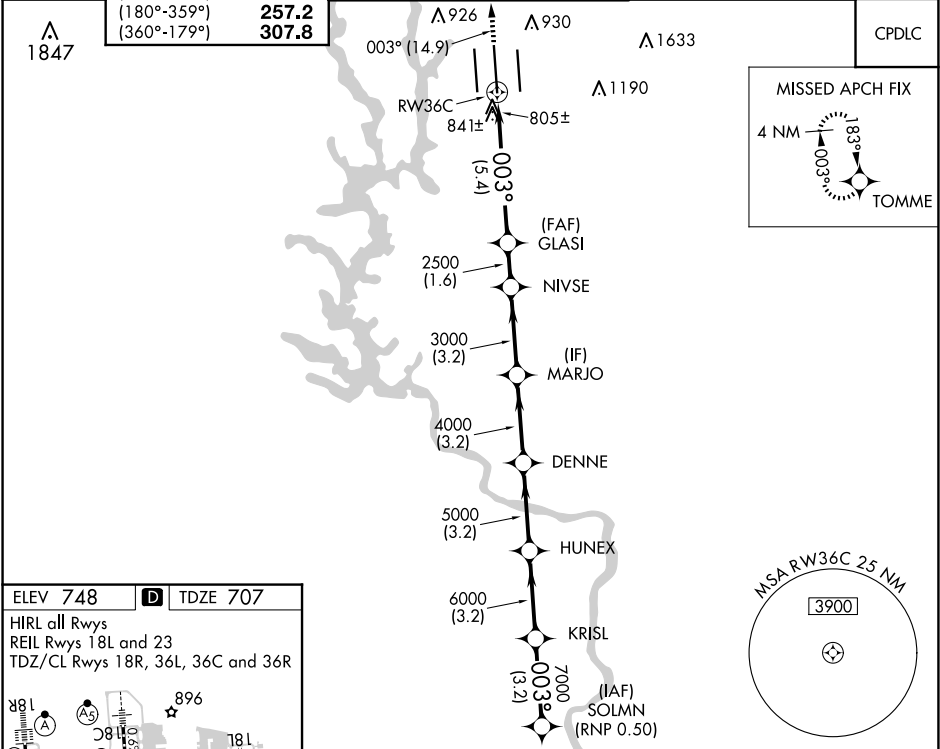 (180°-359°) 257.2
(360°-179°) 307.8
1847
926
930
003° (14.9)
1633
1190
CPDLC
RW36C
841±
805±
MISSED APCH FIX
4 NM
183°
003°
TOMME
003°
(5.4)
(FAF)
GLASI
2500
(1.6)
NIVSE
3000
(3.2)
(IF)
MARJO
4000
(3.2)
DENNE
5000
(3.2)
HUNEX
6000
(3.2)
KRISL
7000
003°
(3.2)
(IAF)
SOLMN
(RNP 0.50)
MSA RW36C 25 NM
3900
ELEV 748 D TDZE 707
HIRL all Rwys
REIL Rwys 18L and 23
TDZ/CL Rwys 18R, 36L, 36C and 36R
18R
A
A5
18C
896
18L